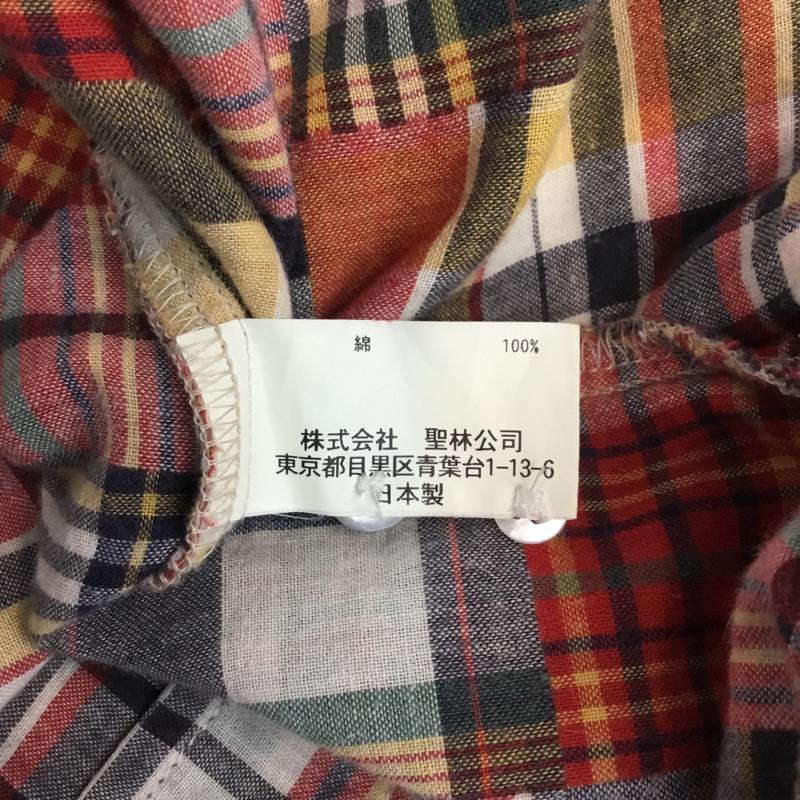 綿 100%
株式会社 聖林公司
東京都目黒区青葉台1-13-6
日本製